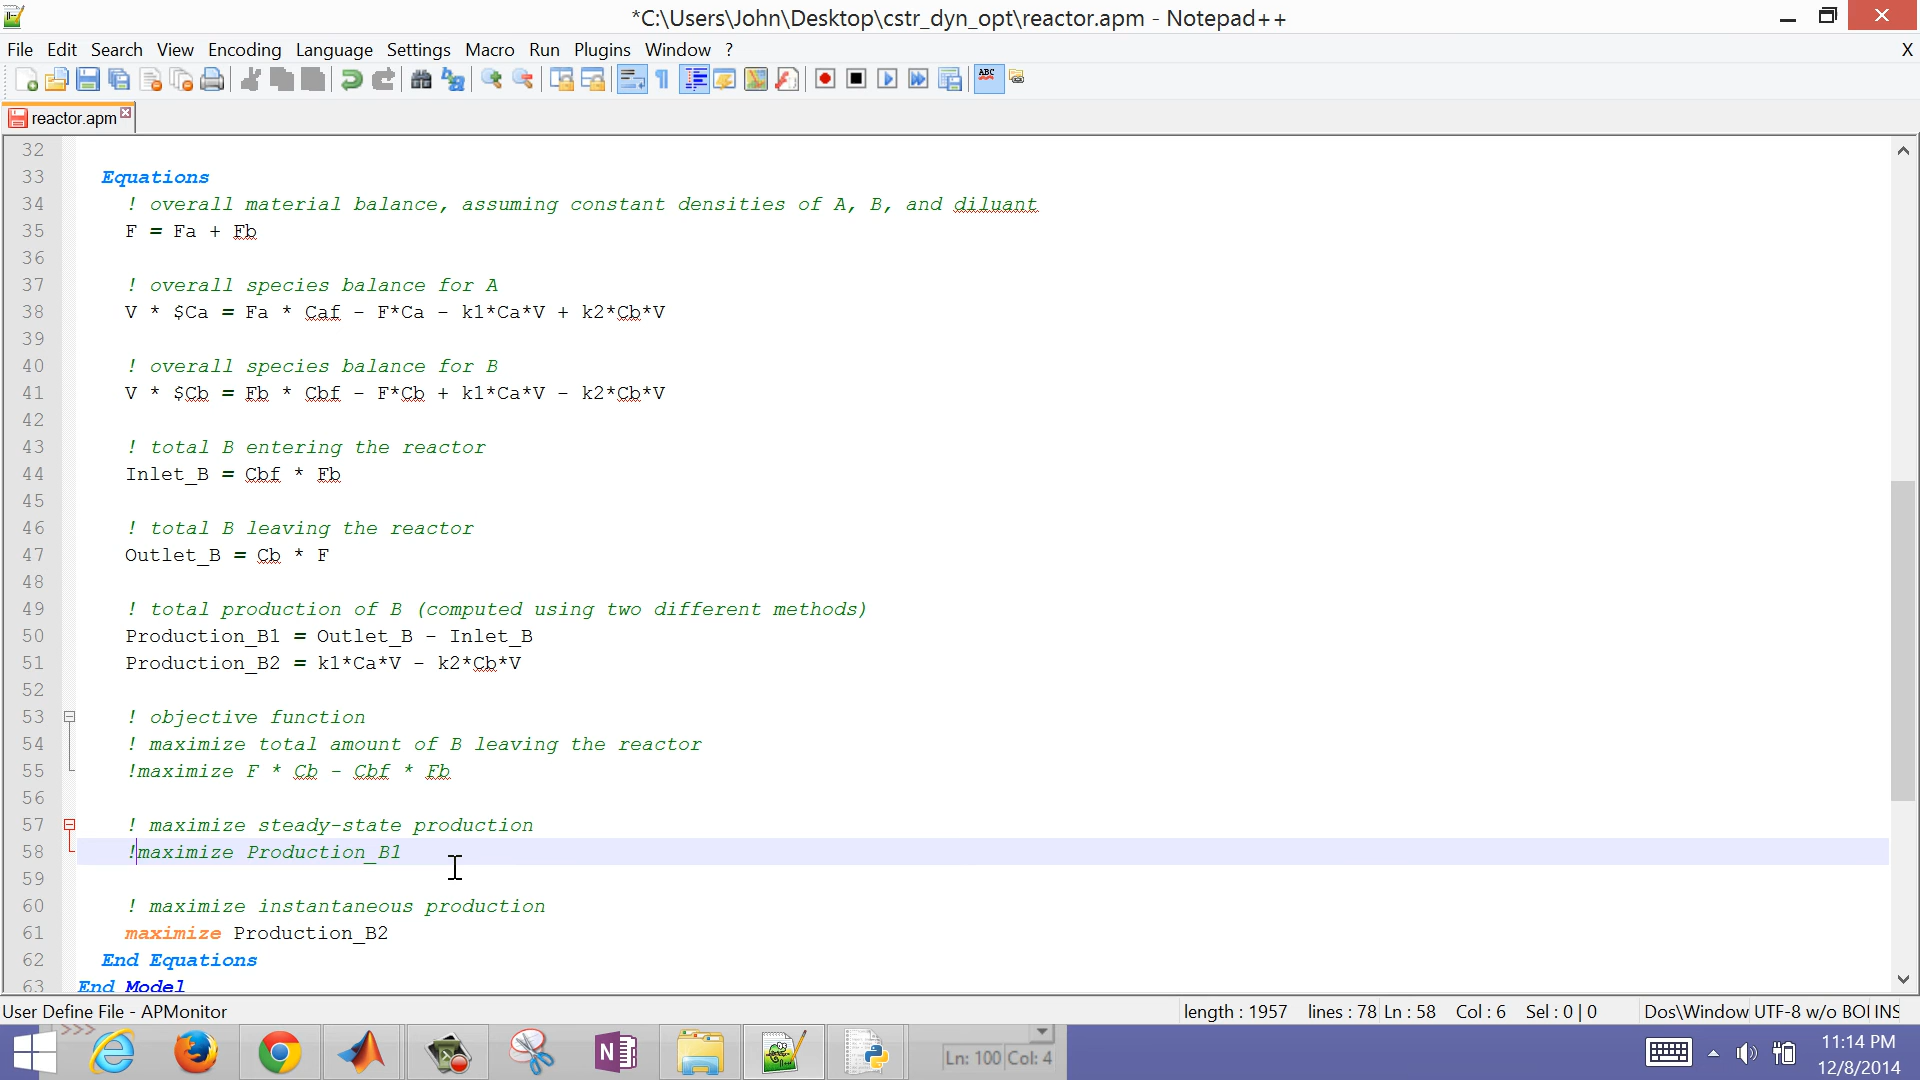 *C:\Users\John\Desktop\cstr_dyn_opt\reactor.apm - Notepad++
File Edit Search View Encoding Language Settings Macro Run Plugins Window ? X
ABC
reactor.apm
32
33 Equations
34 ! overall material balance, assuming constant densities of A, B, and diluant
35 F = Fa + Fb
36
37 ! overall species balance for A
38 V * $Ca = Fa * Caf - F*Ca - k1*Ca*V + k2*Cb*V
39
40 ! overall species balance for B
41 V * $Cb = Fb * Cbf - F*Cb + k1*Ca*V - k2*Cb*V
42
43 ! total B entering the reactor
44 Inlet_B = Cbf * Fb
45
46 ! total B leaving the reactor
47 Outlet_B = Cb * F
48
49 ! total production of B (computed using two different methods)
50 Production_B1 = Outlet_B - Inlet_B
51 Production_B2 = k1*Ca*V - k2*Cb*V
52
53 ! objective function
54 ! maximize total amount of B leaving the reactor
55 !maximize F * Cb - Cbf * Fb
56
57 ! maximize steady-state production
58 !maximize Production_B1
59
60 ! maximize instantaneous production
61 maximize Production_B2
62 End Equations
63 End Model
User Define File - APMonitor length : 1957 lines : 78 Ln : 58 Col : 6 Sel : 0 | 0 Dos\Window UTF-8 w/o BOI INS
>>>
N
Ln: 100 Col: 4
11:14 PM
12/8/2014